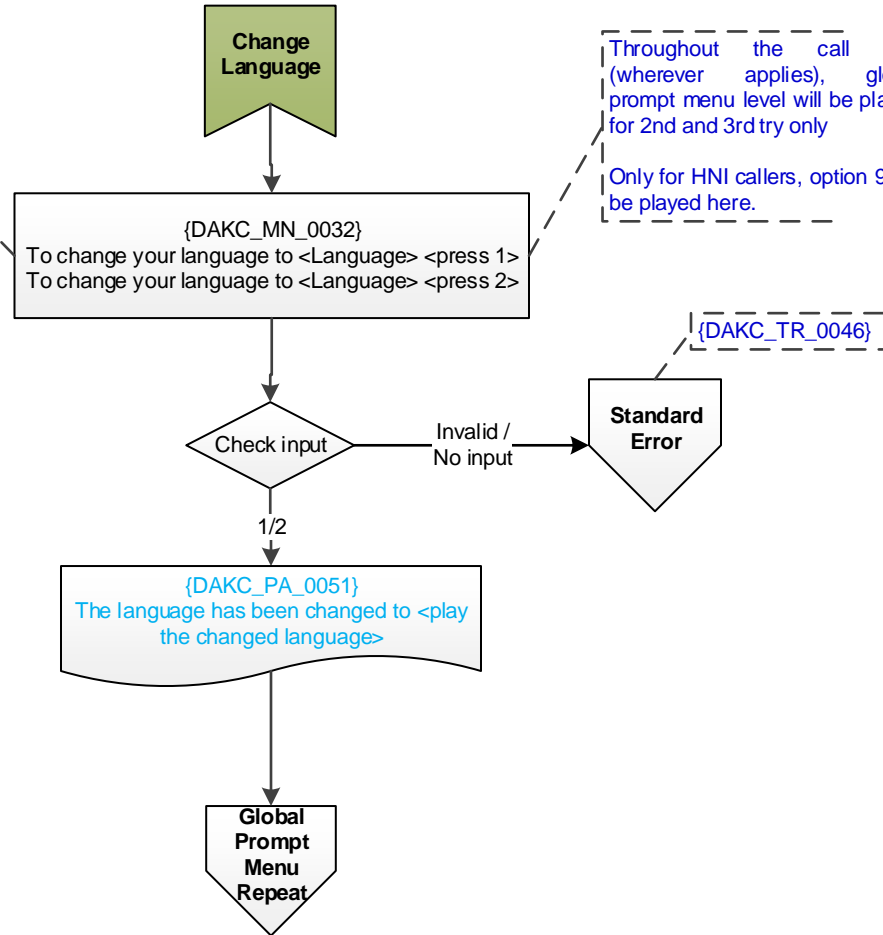 Change
Language
Throughout the call
(wherever applies),
prompt menu level will be
for 2nd and 3rd try only
Only for HNI callers, option 9
be played here.
{DAKC_MN_0032}
To change your language to <Language> <press 1>
To change your language to <Language> <press 2>
{DAKC_TR_0046}
Standard
Error
Check input
Invalid /
No input
1/2
{DAKC_PA_0051}
The language has been changed to <play
the changed language>
Global
Prompt
Menu
Repeat